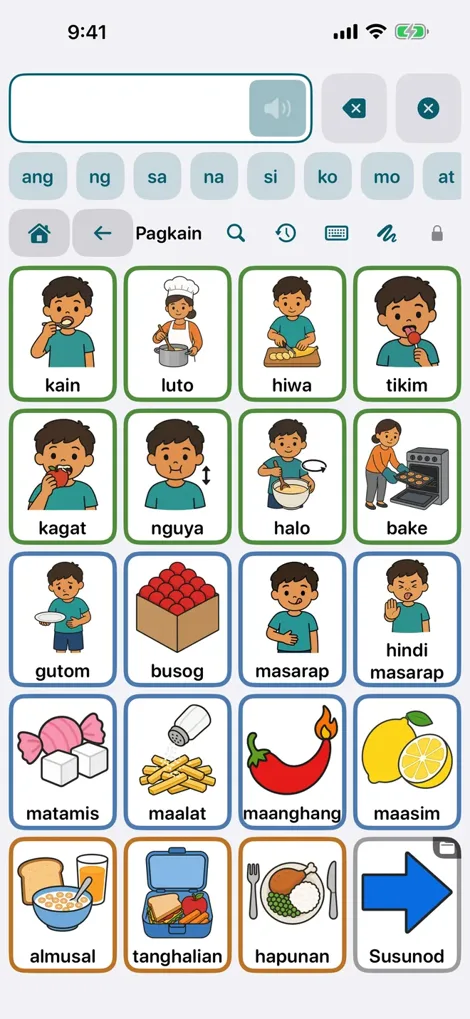 9:41
ang ng sa na si ko mo at
Pagkain
kain luto hiwa tikim
kagat nguya halo bake
gutom busog masarap hindi masarap
matamis maalat maanghang maasim
almusal tanghalian hapunan Susunod